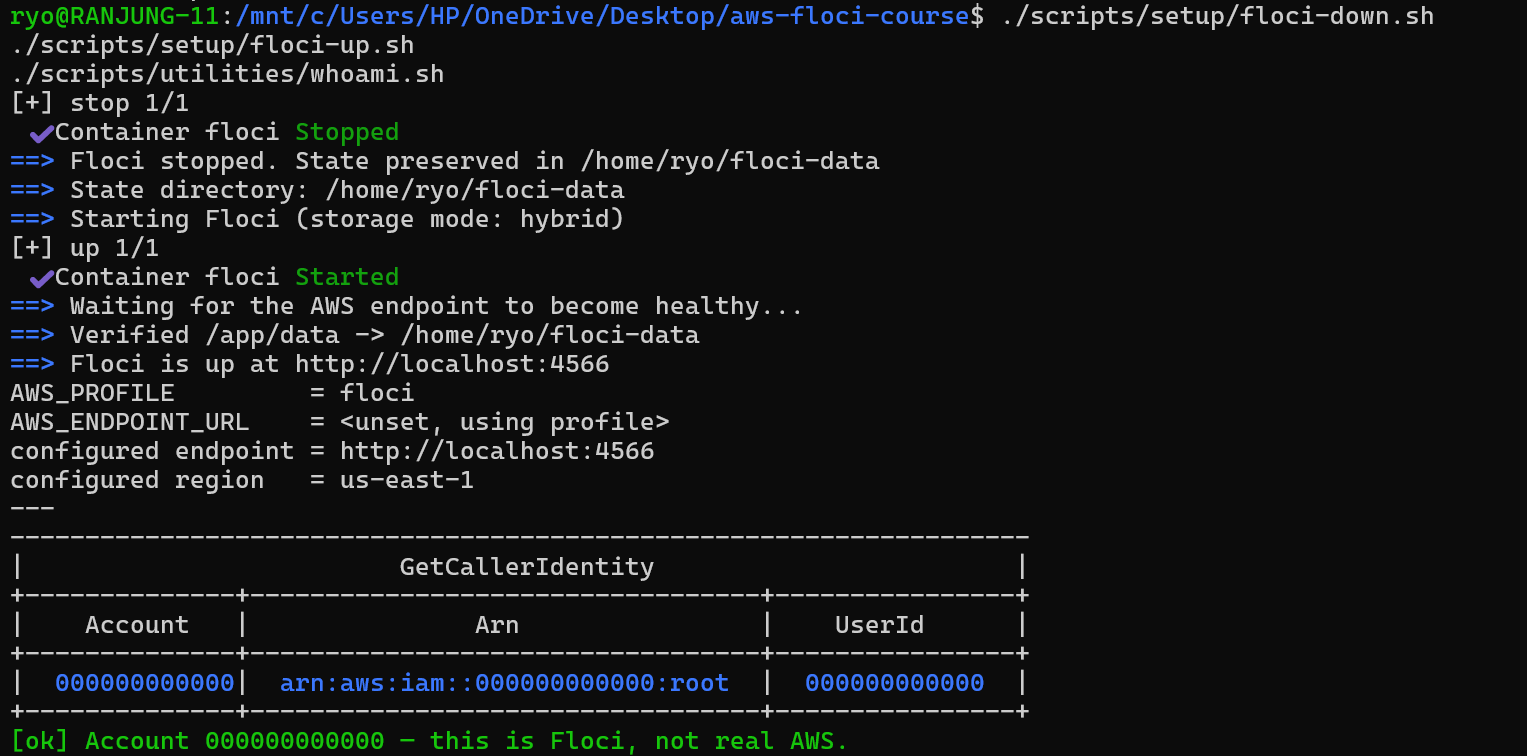 ryo@RANJUNG-11:/mnt/c/Users/HP/OneDrive/Desktop/aws-floci-course$ ./scripts/setup/floci-down.sh
./scripts/setup/floci-up.sh
./scripts/utilities/whoami.sh
[+] stop 1/1
 ✔Container floci Stopped
==> Floci stopped. State preserved in /home/ryo/floci-data
==> State directory: /home/ryo/floci-data
==> Starting Floci (storage mode: hybrid)
[+] up 1/1
 ✔Container floci Started
==> Waiting for the AWS endpoint to become healthy...
==> Verified /app/data -> /home/ryo/floci-data
==> Floci is up at http://localhost:4566
AWS_PROFILE         = floci
AWS_ENDPOINT_URL    = <unset, using profile>
configured endpoint = http://localhost:4566
configured region   = us-east-1
---
--------------------------------------------------------------------
|                         GetCallerIdentity                        |
+---------------+----------------------------------+---------------+
|    Account   |               Arn                |    UserId      |
+---------------+----------------------------------+---------------+
|  000000000000|  arn:aws:iam::000000000000:root  |  000000000000  |
+---------------+----------------------------------+---------------+
[ok] Account 000000000000 — this is Floci, not real AWS.